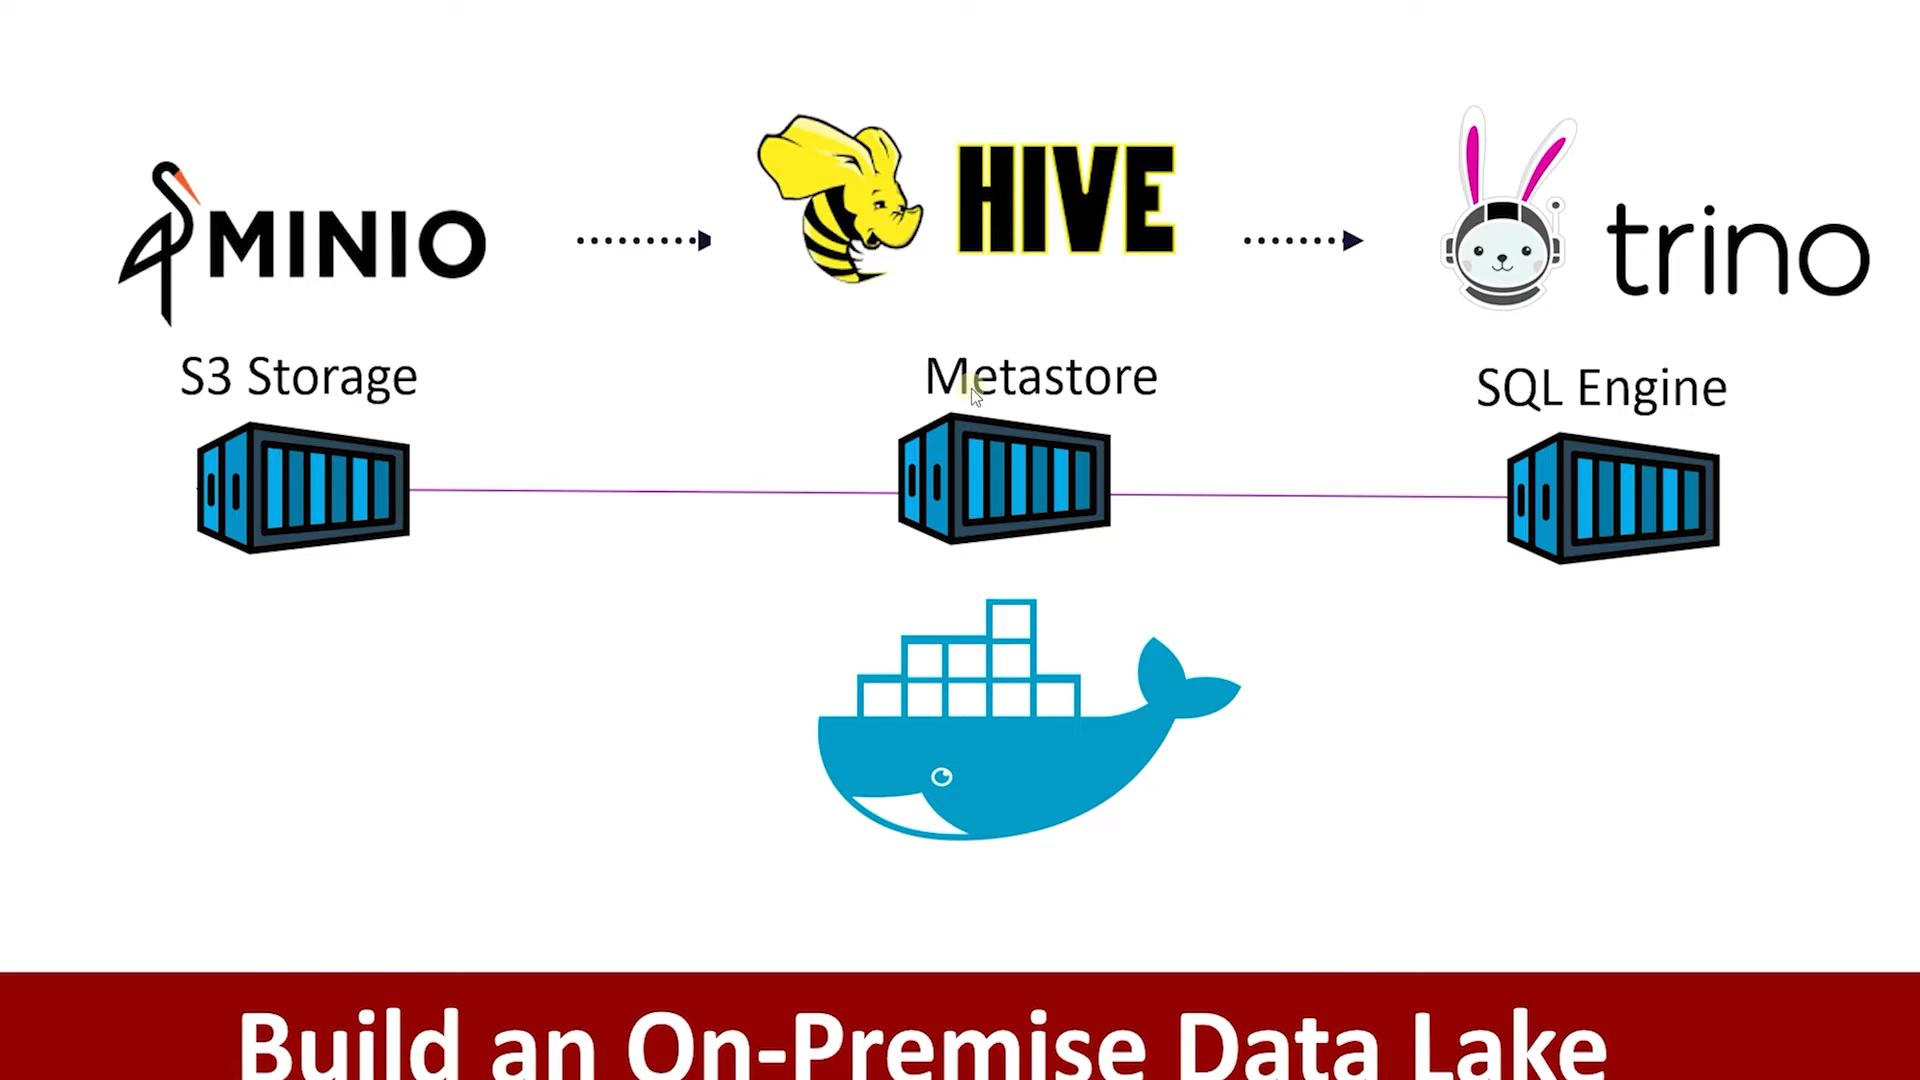 MINIO
HIVE
trino
S3 Storage
Metastore
SQL Engine
Build an On-Premise Data Lake